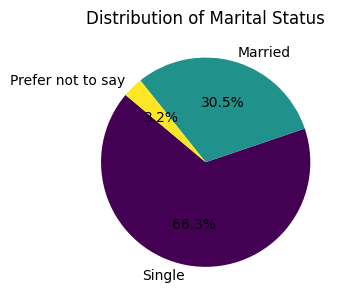 Distribution of Marital Status
Married
Prefer not to say
30.5%
3.2%
66.3%
Single